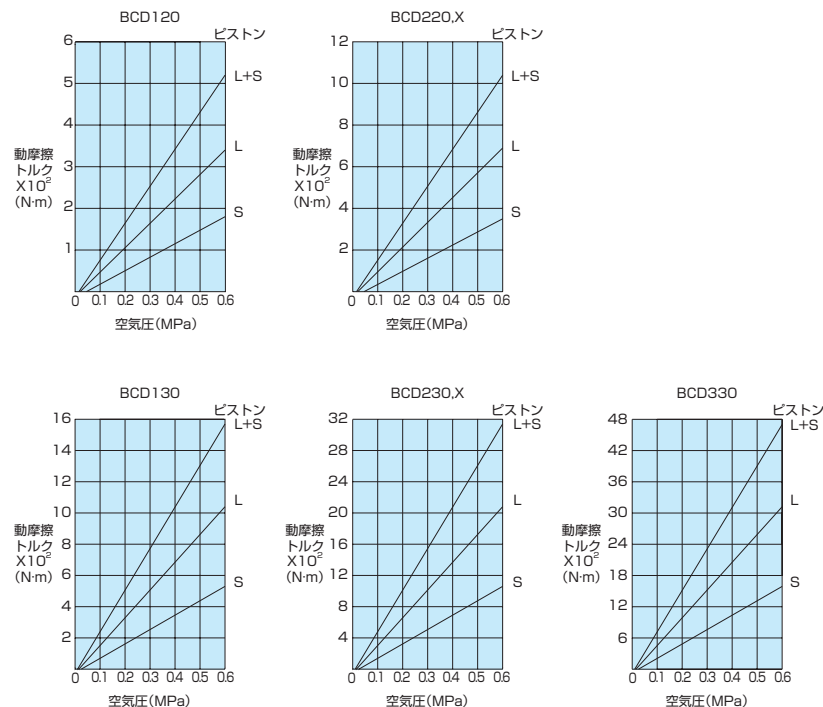 BCD120
ピストン
6
5
4
3
2
1
動摩擦
トルク
X10²
(N·m)
L+S
L
S
0 0.1 0.2 0.3 0.4 0.5 0.6
空気圧(MPa)
BCD220,X
ピストン
12
10
8
6
4
2
動摩擦
トルク
X10²
(N·m)
L+S
L
S
0 0.1 0.2 0.3 0.4 0.5 0.6
空気圧(MPa)
BCD130
ピストン
16
14
12
10
8
6
4
2
動摩擦
トルク
X10²
(N·m)
L+S
L
S
0 0.1 0.2 0.3 0.4 0.5 0.6
空気圧(MPa)
BCD230,X
ピストン
32
28
24
20
16
12
8
4
動摩擦
トルク
X10²
(N·m)
L+S
L
S
0 0.1 0.2 0.3 0.4 0.5 0.6
空気圧(MPa)
BCD330
ピストン
48
42
36
30
24
18
12
6
動摩擦
トルク
X10²
(N·m)
L+S
L
S
0 0.1 0.2 0.3 0.4 0.5 0.6
空気圧(MPa)